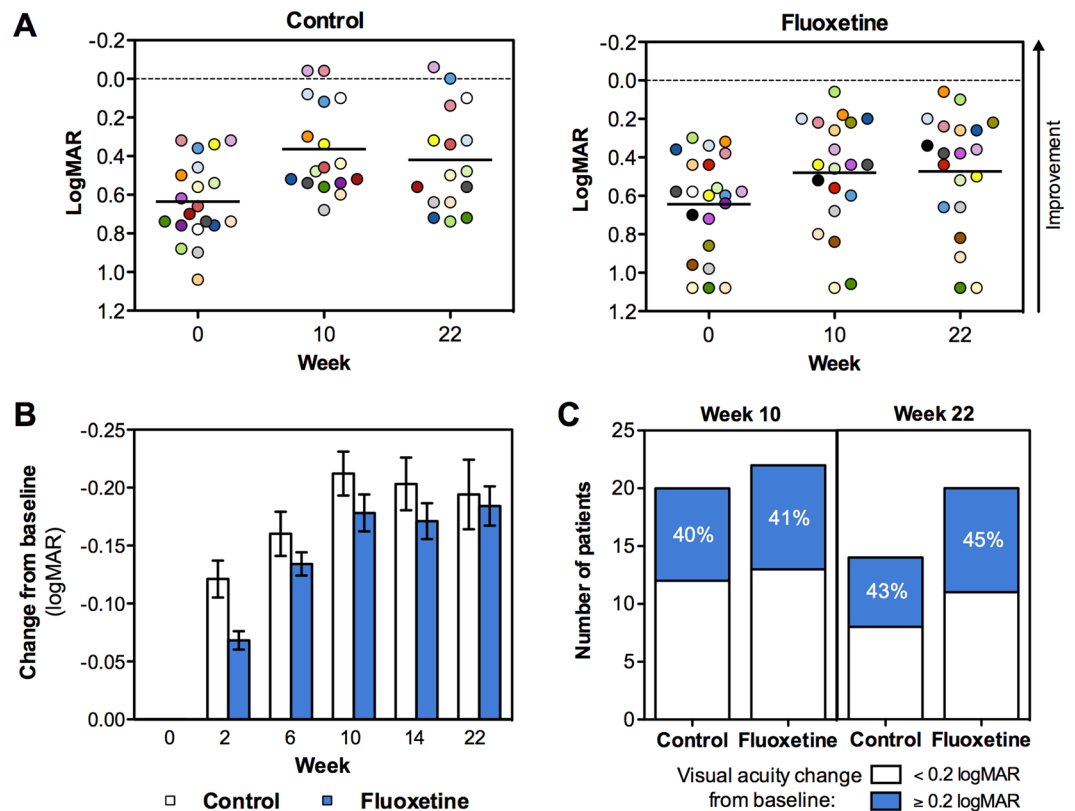 A
Control
Fluoxetine
LogMAR
-0.2
0.0
0.2
0.4
0.6
0.8
1.0
1.2
0 10 22
Week
LogMAR
-0.2
0.0
0.2
0.4
0.6
0.8
1.0
1.2
0 10 22
Week
Improvement
B
Change from baseline
(logMAR)
-0.25
-0.20
-0.15
-0.10
-0.05
0.00
0 2 6 10 14 22
Week
Control Fluoxetine
C
Week 10 Week 22
Number of patients
25
20
15
10
5
0
40% 41% 43% 45%
Control Fluoxetine Control Fluoxetine
Visual acuity change
from baseline:
< 0.2 logMAR
≥ 0.2 logMAR